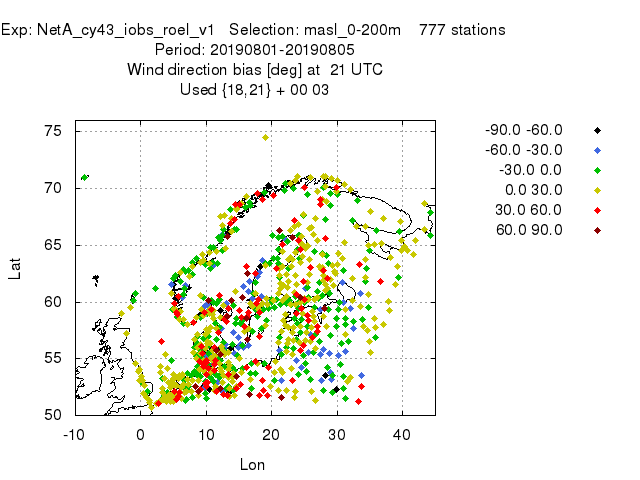 Exp: NetA_cy43_iobs_roel_v1 Selection: masl_0-200m 777 stations
Period: 20190801-20190805
Wind direction bias [deg] at 21 UTC
Used {18,21} + 00 03
75
70
65
60
55
50
-10 0 10 20 30 40
Lat
Lon
-90.0 -60.0
-60.0 -30.0
-30.0 0.0
0.0 30.0
30.0 60.0
60.0 90.0